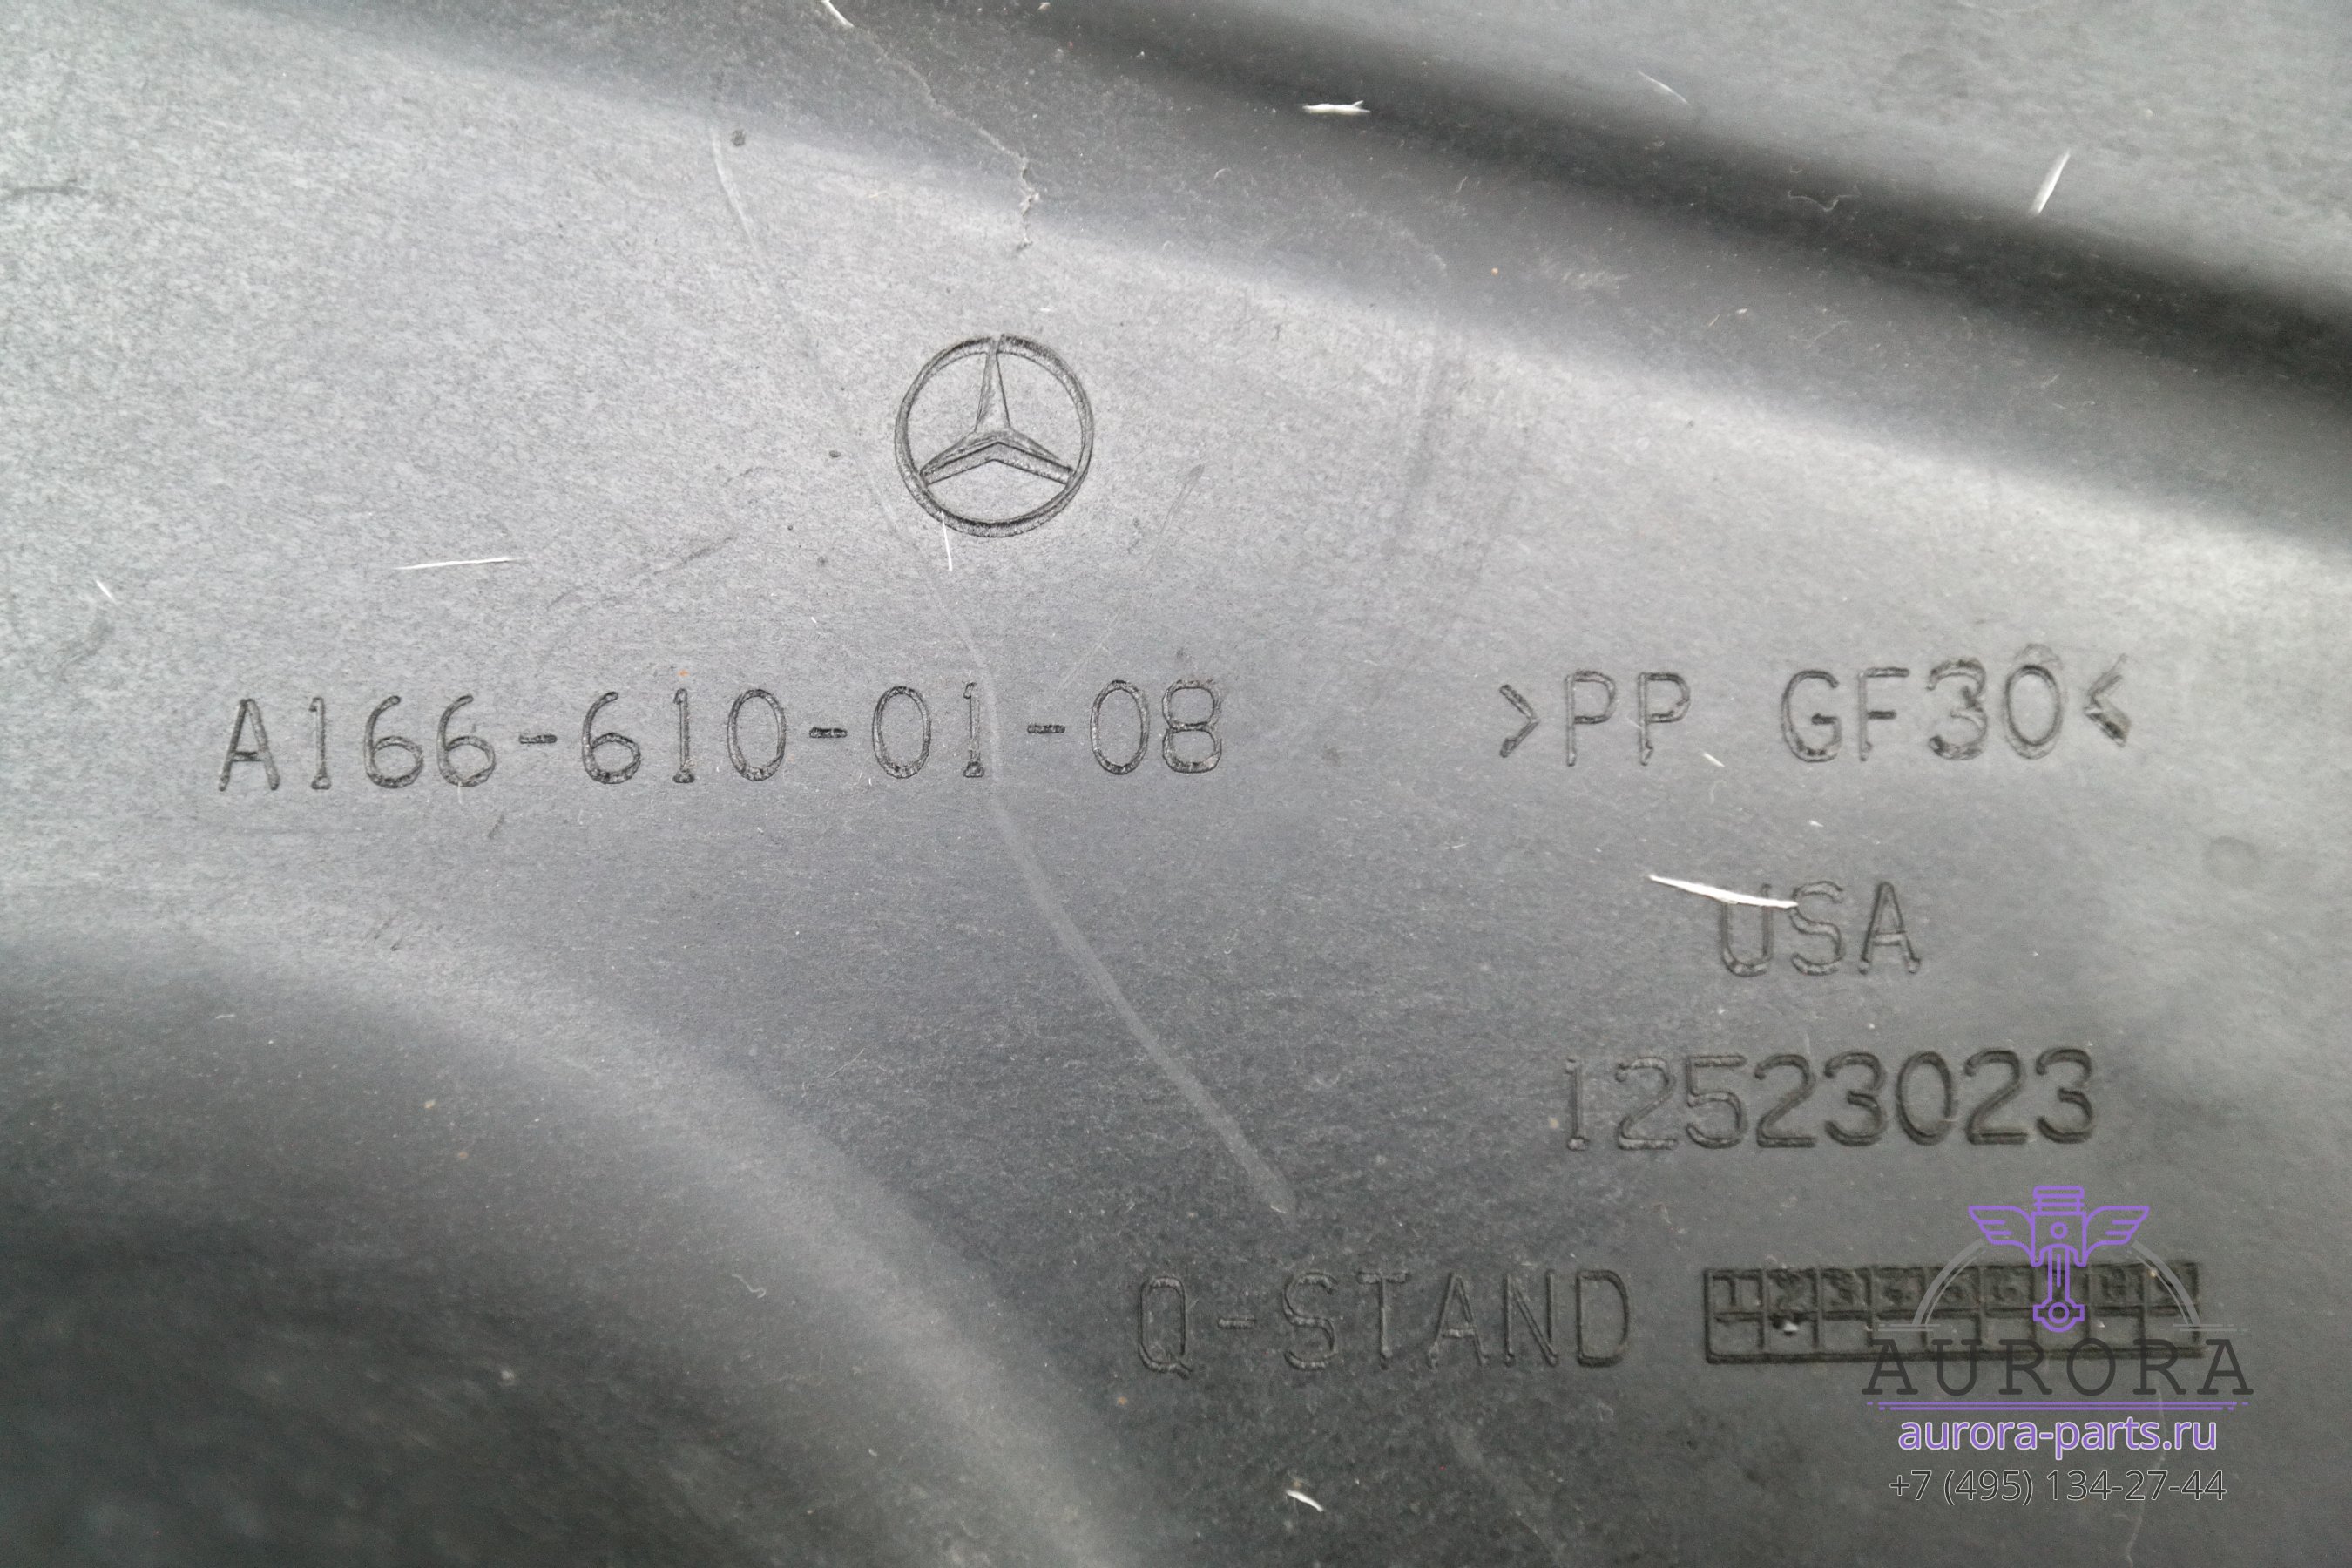 A166-610-01-08
>PP GF30<
USA
12523023
Q-STAND
AURORA
aurora-parts.ru
+7 (495) 134-27-44